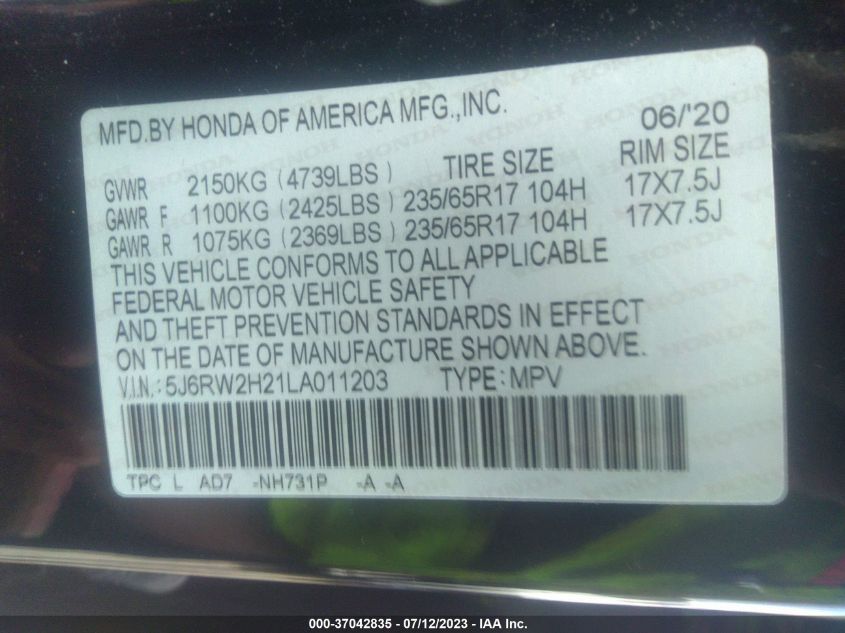 MFD.BY HONDA OF AMERICA MFG.,INC. 06/'20
GVWR 2150KG (4739LBS) TIRE SIZE RIM SIZE
GAWR F 1100KG (2425LBS) 235/65R17 104H 17X7.5J
GAWR R 1075KG (2369LBS) 235/65R17 104H 17X7.5J
THIS VEHICLE CONFORMS TO ALL APPLICABLE
FEDERAL MOTOR VEHICLE SAFETY
AND THEFT PREVENTION STANDARDS IN EFFECT
ON THE DATE OF MANUFACTURE SHOWN ABOVE.
V.I.N.: 5J6RW2H21LA011203 TYPE: MPV
TPC L AD7 -NH731P -A -A
000-37042835 - 07/12/2023 - IAA Inc.